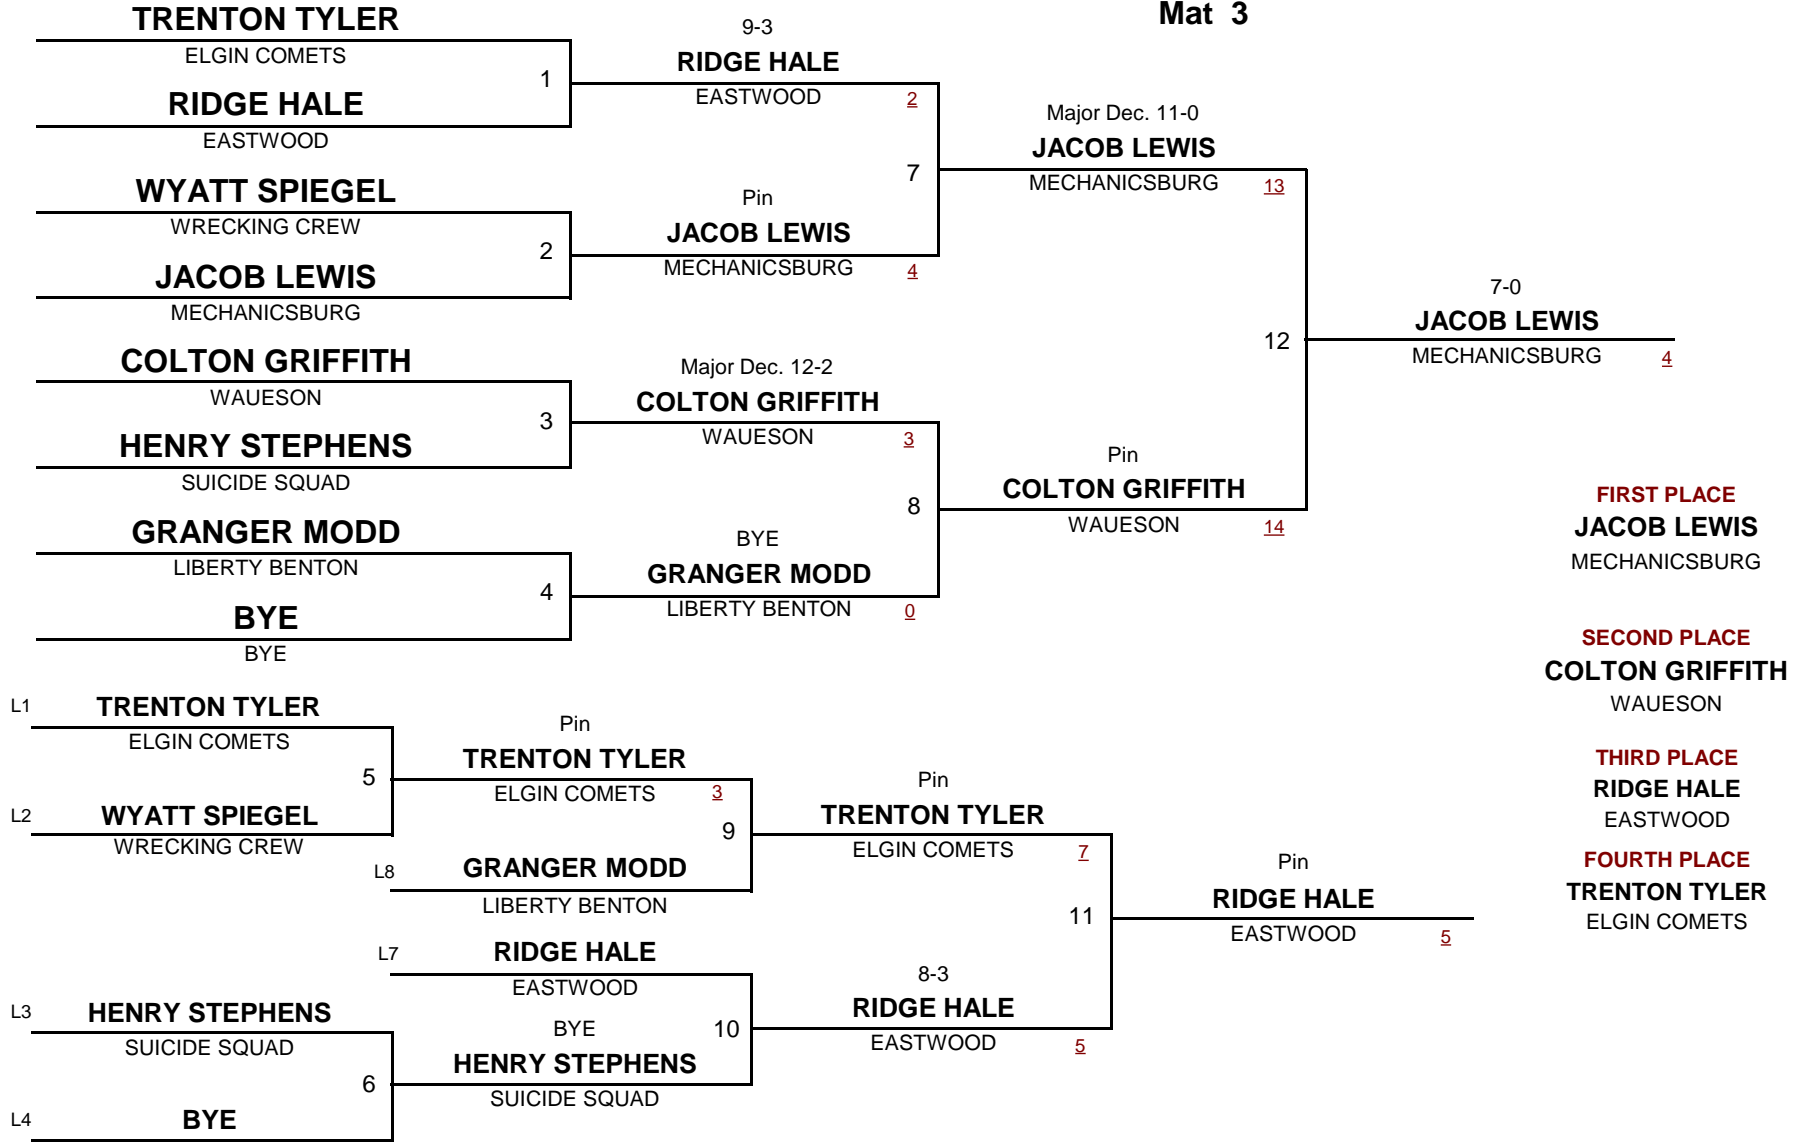 Mat 3
TRENTON TYLER
ELGIN COMETS
1
RIDGE HALE
EASTWOOD
9-3
RIDGE HALE
EASTWOOD
2
WYATT SPIEGEL
WRECKING CREW
2
JACOB LEWIS
MECHANICSBURG
Pin
JACOB LEWIS
MECHANICSBURG
4
7
Major Dec. 11-0
JACOB LEWIS
MECHANICSBURG
13
COLTON GRIFFITH
WAUESON
3
HENRY STEPHENS
SUICIDE SQUAD
Major Dec. 12-2
COLTON GRIFFITH
WAUESON
3
GRANGER MODD
LIBERTY BENTON
4
BYE
BYE
BYE
GRANGER MODD
LIBERTY BENTON
0
8
Pin
COLTON GRIFFITH
WAUESON
14
12
7-0
JACOB LEWIS
MECHANICSBURG
4
FIRST PLACE
JACOB LEWIS
MECHANICSBURG
SECOND PLACE
COLTON GRIFFITH
WAUESON
THIRD PLACE
RIDGE HALE
EASTWOOD
FOURTH PLACE
TRENTON TYLER
ELGIN COMETS
L1
TRENTON TYLER
ELGIN COMETS
5
L2
WYATT SPIEGEL
WRECKING CREW
Pin
TRENTON TYLER
ELGIN COMETS
3
9
L8
GRANGER MODD
LIBERTY BENTON
Pin
TRENTON TYLER
ELGIN COMETS
7
L7
RIDGE HALE
EASTWOOD
L3
HENRY STEPHENS
SUICIDE SQUAD
6
L4
BYE
BYE
HENRY STEPHENS
SUICIDE SQUAD
10
8-3
RIDGE HALE
EASTWOOD
5
11
Pin
RIDGE HALE
EASTWOOD
5